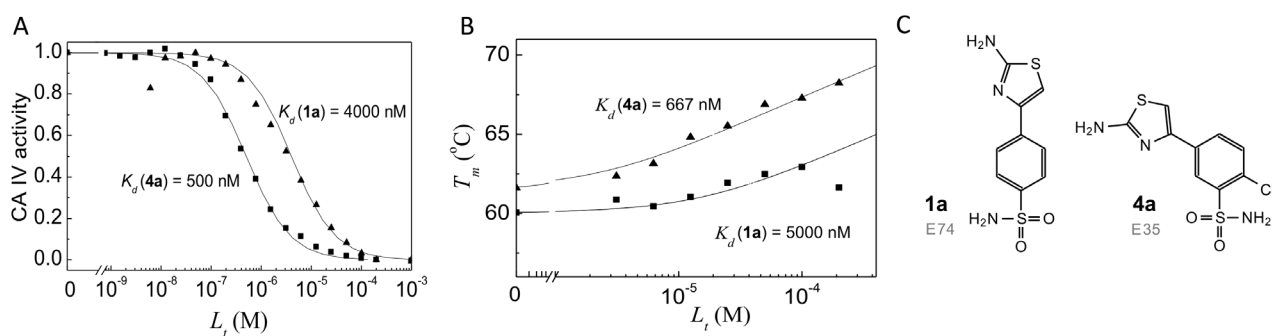 A
CA IV activity
1.0
0.8
0.6
0.4
0.2
0.0
K_d(1a) = 4000 nM
K_d(4a) = 500 nM
0 10^-9 10^-8 10^-7 10^-6 10^-5 10^-4 10^-3
L_t (M)
B
T_m (°C)
70
65
60
K_d(4a) = 667 nM
K_d(1a) = 5000 nM
0 10^-5 10^-4
L_t (M)
C
H₂N
S
N
H₂N S O
O
1a
E74
S
H₂N
N
Cl
O S NH₂
O
4a
E35